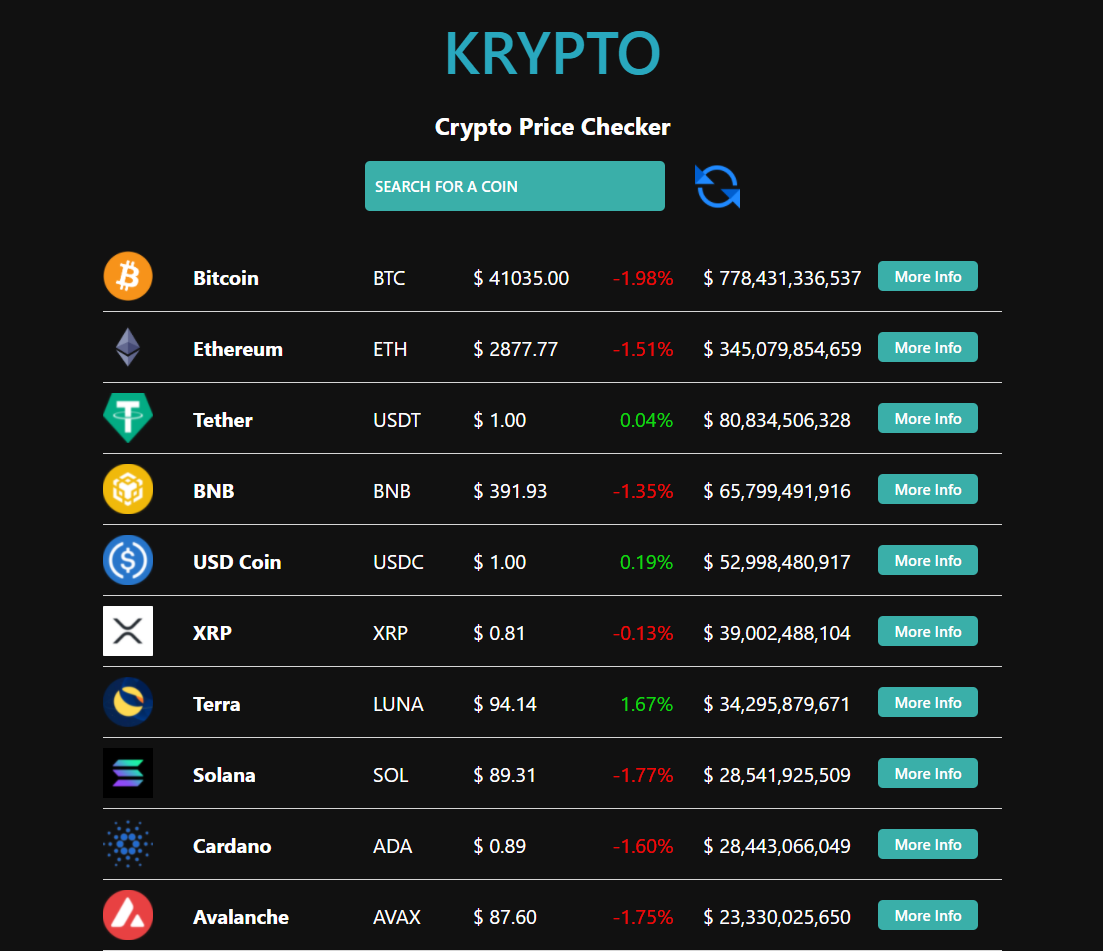 KRYPTO
Crypto Price Checker
SEARCH FOR A COIN
Bitcoin BTC $ 41035.00 -1.98% $ 778,431,336,537 More Info
Ethereum ETH $ 2877.77 -1.51% $ 345,079,854,659 More Info
Tether USDT $ 1.00 0.04% $ 80,834,506,328 More Info
BNB BNB $ 391.93 -1.35% $ 65,799,491,916 More Info
USD Coin USDC $ 1.00 0.19% $ 52,998,480,917 More Info
XRP XRP $ 0.81 -0.13% $ 39,002,488,104 More Info
Terra LUNA $ 94.14 1.67% $ 34,295,879,671 More Info
Solana SOL $ 89.31 -1.77% $ 28,541,925,509 More Info
Cardano ADA $ 0.89 -1.60% $ 28,443,066,049 More Info
Avalanche AVAX $ 87.60 -1.75% $ 23,330,025,650 More Info